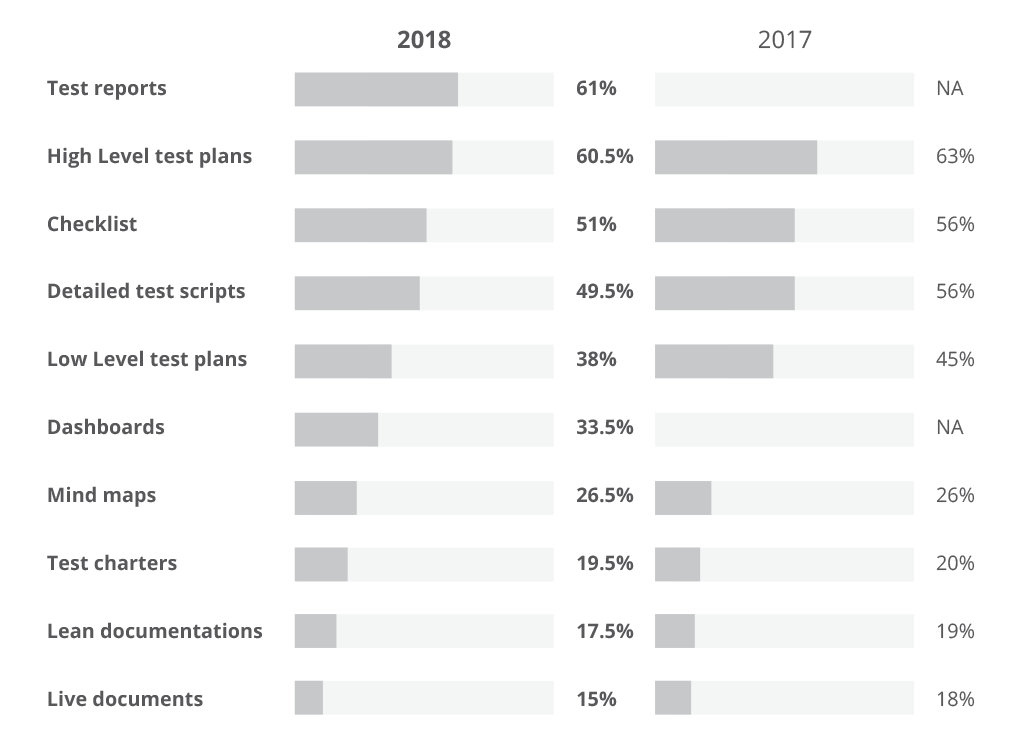 2018 2017
Test reports 61% NA
High Level test plans 60.5% 63%
Checklist 51% 56%
Detailed test scripts 49.5% 56%
Low Level test plans 38% 45%
Dashboards 33.5% NA
Mind maps 26.5% 26%
Test charters 19.5% 20%
Lean documentations 17.5% 19%
Live documents 15% 18%